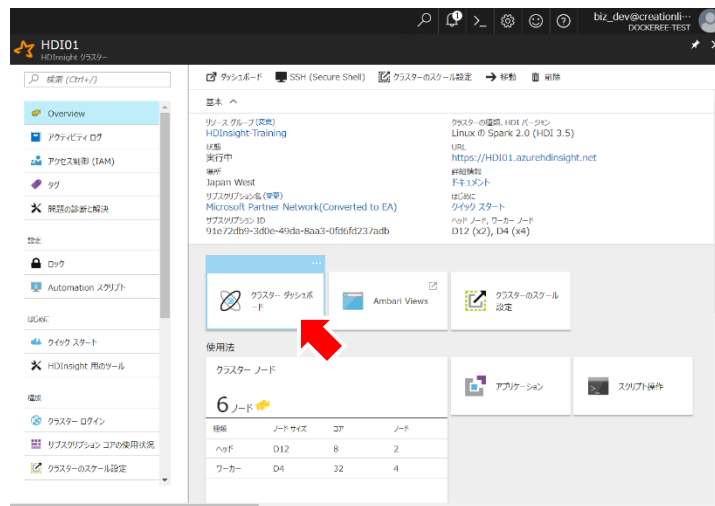 biz_dev@creationli…
DOCKEREE-TEST
HDI01
HDInsight クラスター
検索 (Ctrl+/)
Overview
アクティビティ ログ
アクセス制御 (IAM)
タグ
問題の診断と解決
設定
ロック
Automation スクリプト
はじめに
クイック スタート
HDInsight 用のツール
構成
クラスター ログイン
サブスクリプション コアの使用状況
クラスターのスケール設定
ダッシュボード SSH (Secure Shell) クラスターのスケール設定 移動 削除
基本
リソース グループ (変更)
HDInsight-Training
状態
実行中
場所
Japan West
サブスクリプション名 (変更)
Microsoft Partner Network(Converted to EA)
サブスクリプション ID
91e72db9-3d0e-49da-8aa3-0fd6fd237adb
クラスターの種類、HDI バージョン
Linux の Spark 2.0 (HDI 3.5)
URL
https://HDI01.azurehdinsight.net
詳細情報
ドキュメント
はじめに
クイック スタート
ヘッド ノード、ワーカー ノード
D12 (x2), D4 (x4)
クラスター ダッシュボ
ード
Ambari Views
クラスターのスケール
設定
使用法
クラスター ノード
6 ノード
種類 ノード サイズ コア ノード
ヘッド D12 8 2
ワーカー D4 32 4
アプリケーション
スクリプト操作